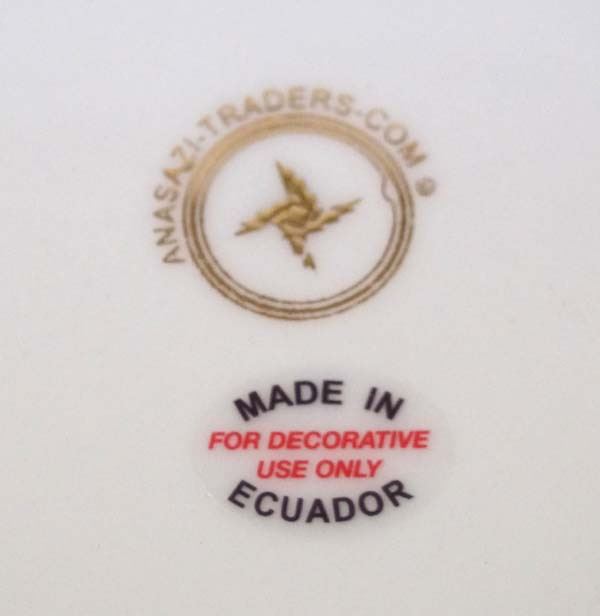 ANASAZI-TRADERS-COM ®
MADE IN
FOR DECORATIVE
USE ONLY
ECUADOR